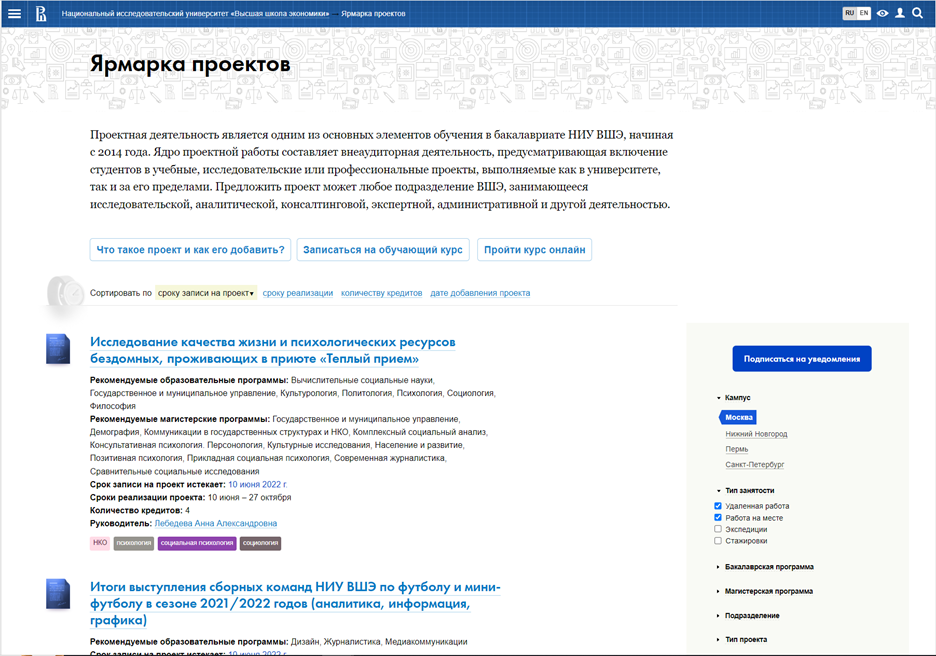 Национальный исследовательский университет «Высшая школа экономики» → Ярмарка проектов
RU EN
Ярмарка проектов
Проектная деятельность является одним из основных элементов обучения в бакалавриате НИУ ВШЭ, начиная
с 2014 года. Ядро проектной работы составляет внеаудиторная деятельность, предусматривающая включение
студентов в учебные, исследовательские или профессиональные проекты, выполняемые как в университете,
так и за его пределами. Предложить проект может любое подразделение ВШЭ, занимающееся
исследовательской, аналитической, консалтинговой, экспертной, административной и другой деятельностью.
Что такое проект и как его добавить? Записаться на обучающий курс Пройти курс онлайн
Сортировать по сроку записи на проект▾ сроку реализации количеству кредитов дате добавления проекта
Исследование качества жизни и психологических ресурсов
бездомных, проживающих в приюте «Теплый прием»
Рекомендуемые образовательные программы: Вычислительные социальные науки,
Государственное и муниципальное управление, Культурология, Политология, Психология, Социология,
Философия
Рекомендуемые магистерские программы: Государственное и муниципальное управление,
Демография, Коммуникации в государственных структурах и НКО, Комплексный социальный анализ,
Консультативная психология. Персонология, Культурные исследования, Население и развитие,
Позитивная психология, Прикладная социальная психология, Современная журналистика,
Сравнительные социальные исследования
Срок записи на проект истекает: 10 июня 2022 г.
Сроки реализации проекта: 10 июня – 27 октября
Количество кредитов: 4
Руководитель: Лебедева Анна Александровна
НКО психология социальная психология социология
Итоги выступления сборных команд НИУ ВШЭ по футболу и мини-
футболу в сезоне 2021/2022 годов (аналитика, информация,
графика)
Рекомендуемые образовательные программы: Дизайн, Журналистика, Медиакоммуникации
Срок записи на проект истекает: 10 июня 2022 г.
Подписаться на уведомления
Кампус
Москва
Нижний Новгород
Пермь
Санкт-Петербург
Тип занятости
Удаленная работа
Работа на месте
Экспедиции
Стажировки
Бакалаврская программа
Магистерская программа
Подразделение
Тип проекта